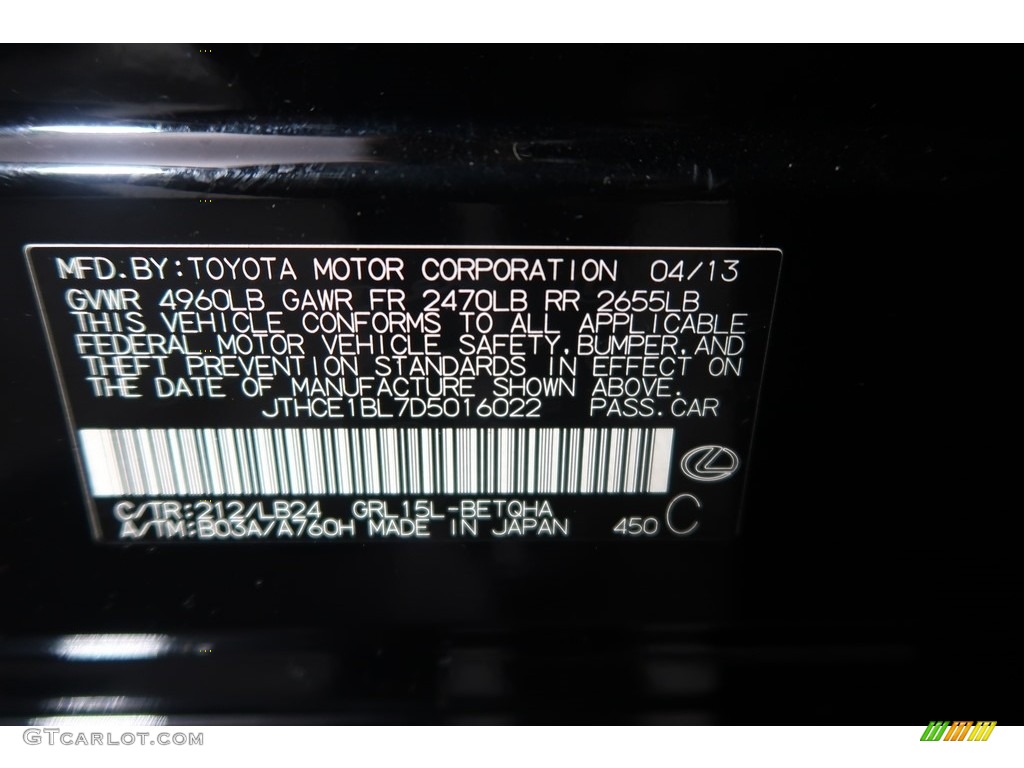 MFD.BY:TOYOTA MOTOR CORPORATION 04/13
GVWR 4960LB GAWR FR 2470LB RR 2655LB
THIS VEHICLE CONFORMS TO ALL APPLICABLE
FEDERAL MOTOR VEHICLE SAFETY,BUMPER,AND
THEFT PREVENTION STANDARDS IN EFFECT ON
THE DATE OF MANUFACTURE SHOWN ABOVE.
JTHCE1BL7D5016022 PASS.CAR
C/TR:212/LB24 GRL15L-BETQHA
A/TM:B03A/A760H MADE IN JAPAN 450 C
GTCarLot.com